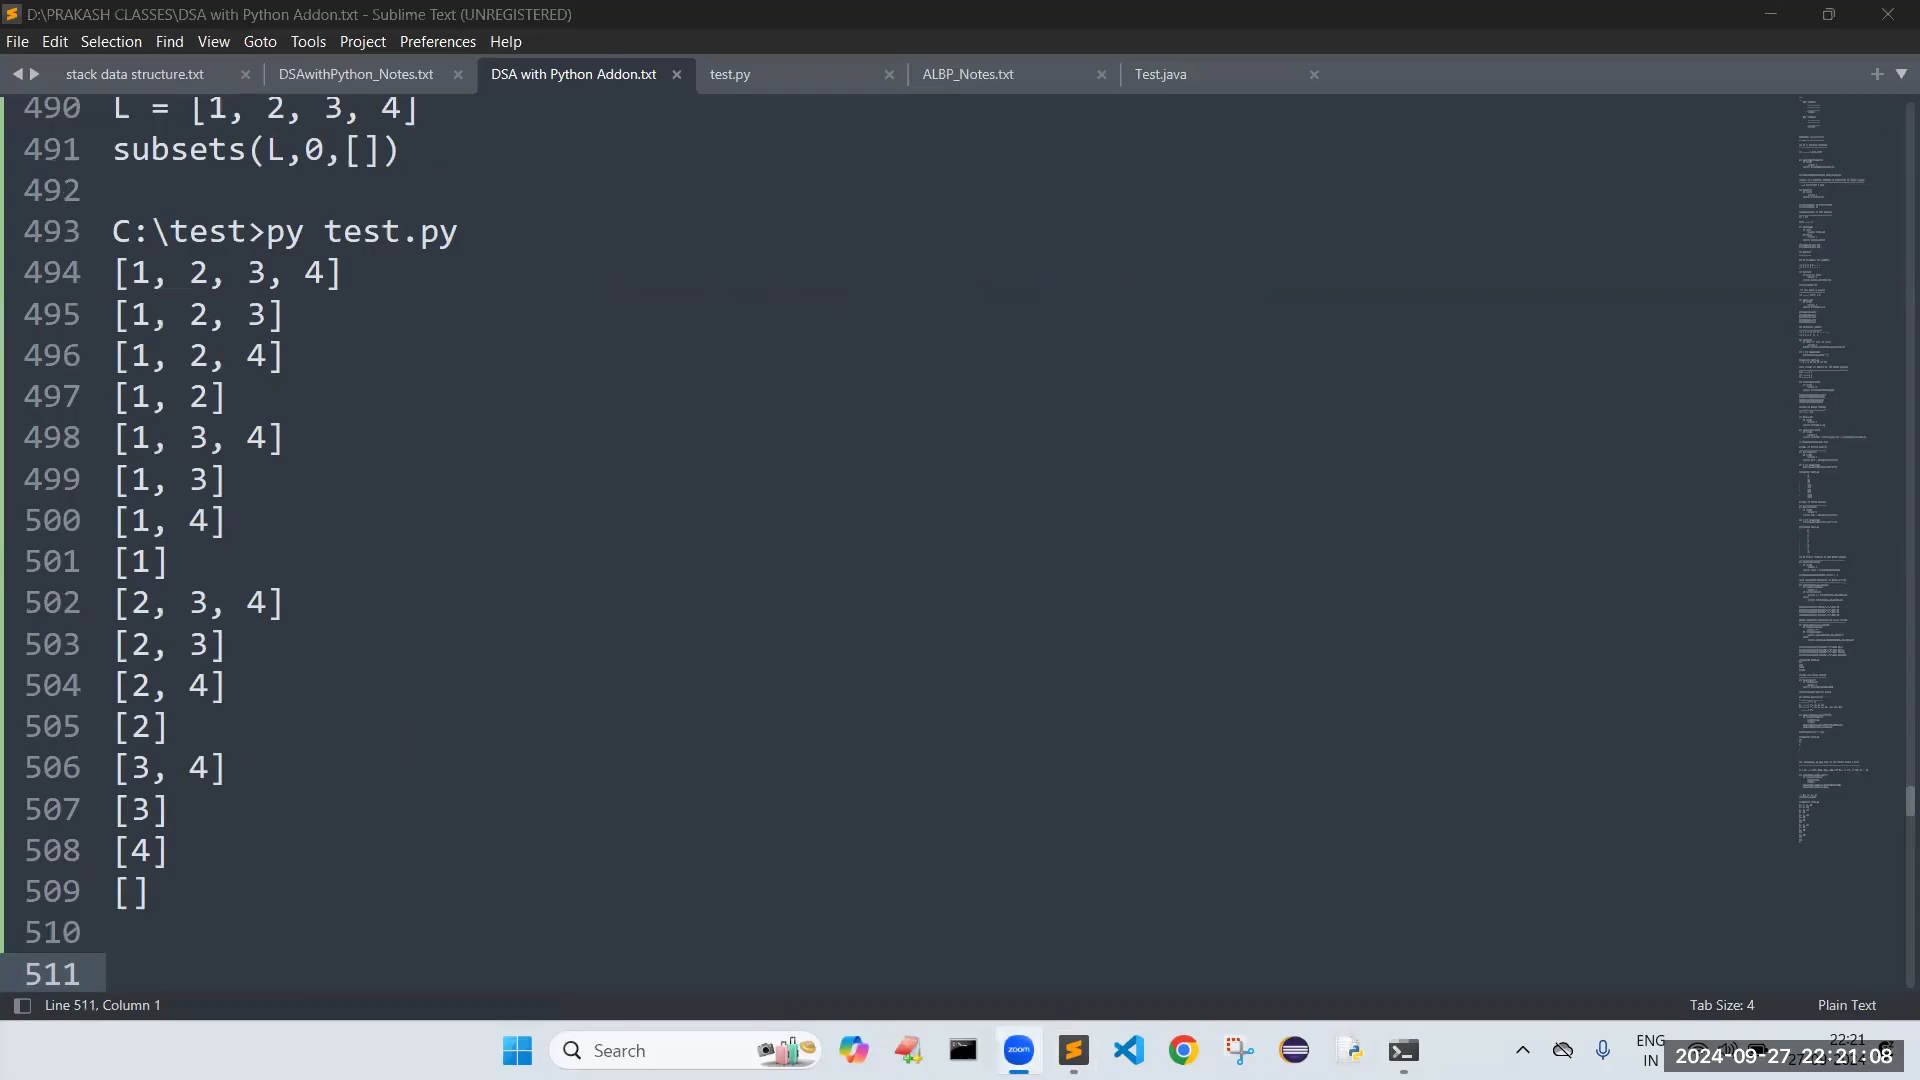 D:\PRAKASH CLASSES\DSA with Python Addon.txt - Sublime Text (UNREGISTERED)
File Edit Selection Find View Goto Tools Project Preferences Help
stack data structure.txt DSAwithPython_Notes.txt DSA with Python Addon.txt test.py ALBP_Notes.txt Test.java
490 L = [1, 2, 3, 4]
491 subsets(L,0,[])
492
493 C:\test>py test.py
494 [1, 2, 3, 4]
495 [1, 2, 3]
496 [1, 2, 4]
497 [1, 2]
498 [1, 3, 4]
499 [1, 3]
500 [1, 4]
501 [1]
502 [2, 3, 4]
503 [2, 3]
504 [2, 4]
505 [2]
506 [3, 4]
507 [3]
508 [4]
509 []
510
511
Line 511, Column 1 Tab Size: 4 Plain Text
Search zoom ENG 22:21
IN 2024-09-27 22:21:08